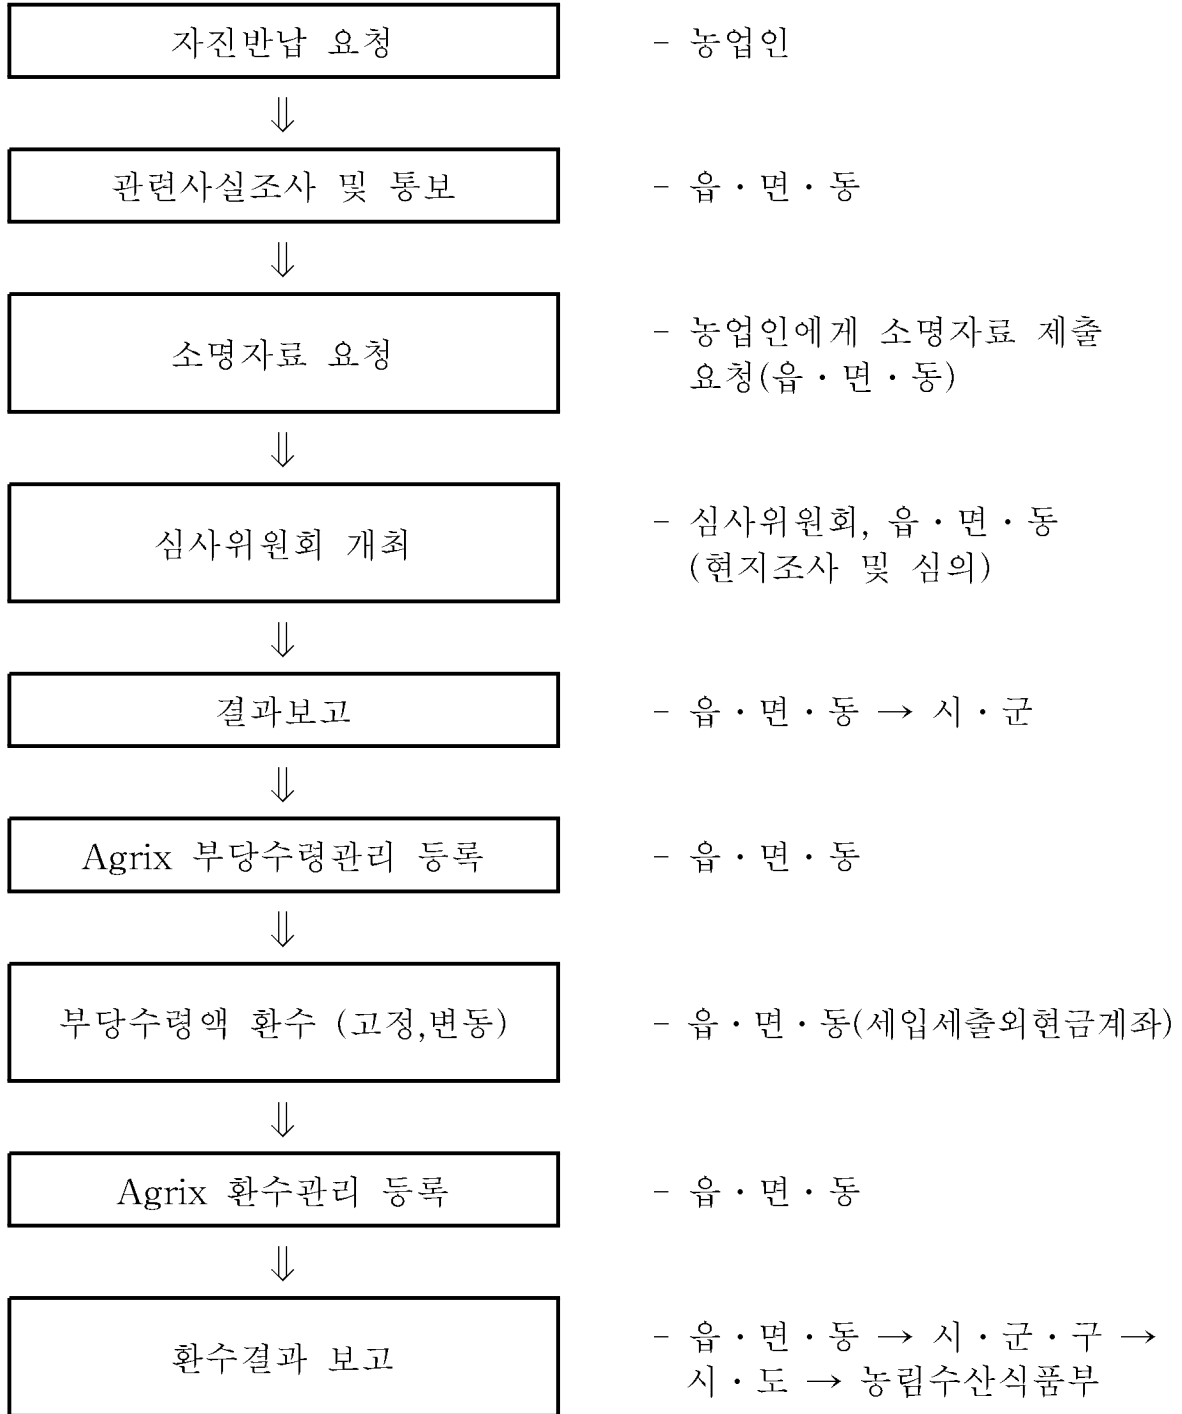 자진반납 요청
- 농업인
⇓
관련사실조사 및 통보
- 읍·면·동
⇓
소명자료 요청
- 농업인에게 소명자료 제출
요청(읍·면·동)
⇓
심사위원회 개최
- 심사위원회, 읍·면·동
(현지조사 및 심의)
⇓
결과보고
- 읍·면·동 → 시·군
⇓
Agrix 부당수령관리 등록
- 읍·면·동
⇓
부당수령액 환수 (고정,변동)
- 읍·면·동(세입세출외현금계좌)
⇓
Agrix 환수관리 등록
- 읍·면·동
⇓
환수결과 보고
- 읍·면·동 → 시·군·구 →
시·도 → 농림수산식품부